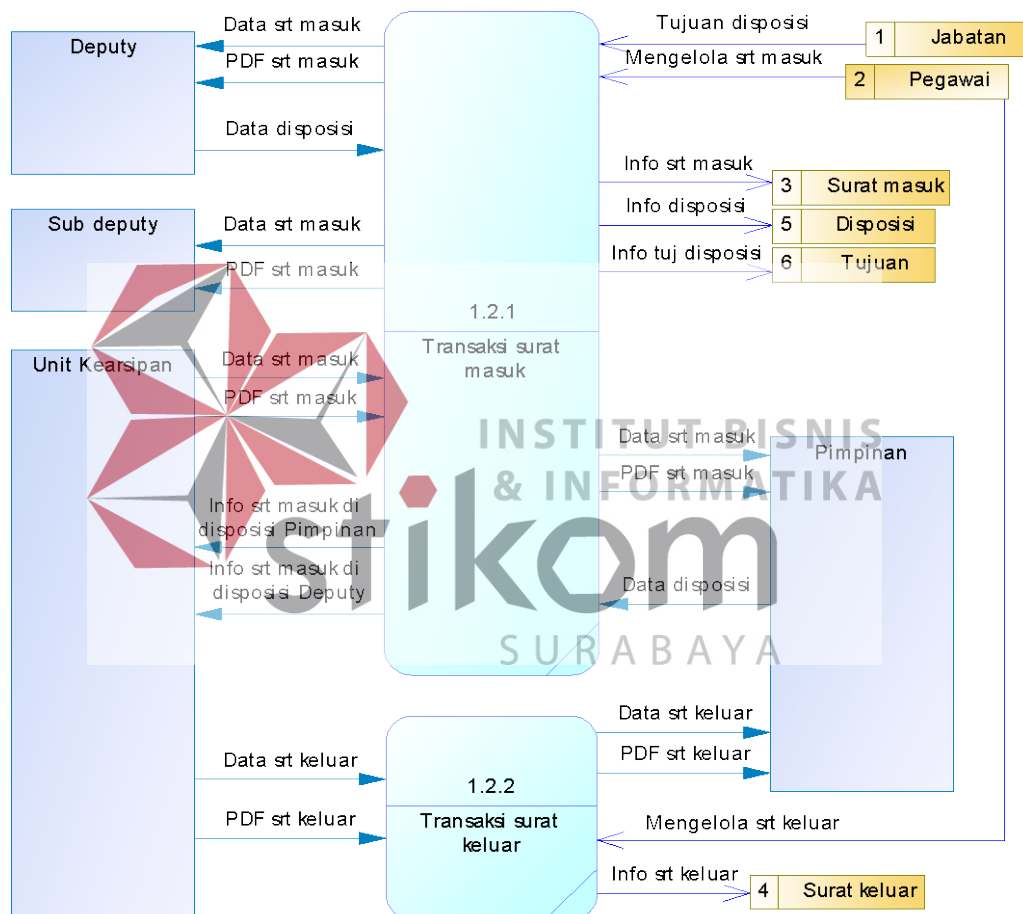 Deputy
Data srt masuk
PDF srt masuk
Data disposisi
Tujuan disposisi
1 Jabatan
Mengelola srt masuk
2 Pegawai
Info srt masuk
3 Surat masuk
Info disposisi
5 Disposisi
Info tuj disposisi
6 Tujuan
Sub deputy
Data srt masuk
PDF srt masuk
1.2.1
Transaksi surat
masuk
Unit Kearsipan
Data srt masuk
PDF srt masuk
Info srt masuk di
disposisi Pimpinan
Info srt masuk di
disposisi Deputy
Data srt masuk
PDF srt masuk
Pimpinan
Data disposisi
INSTITUT BISNIS
& INFORMATIKA
stikom
SURABAYA
Data srt keluar
PDF srt keluar
Data srt keluar
PDF srt keluar
1.2.2
Transaksi surat
keluar
Mengelola srt keluar
Info srt keluar
4 Surat keluar